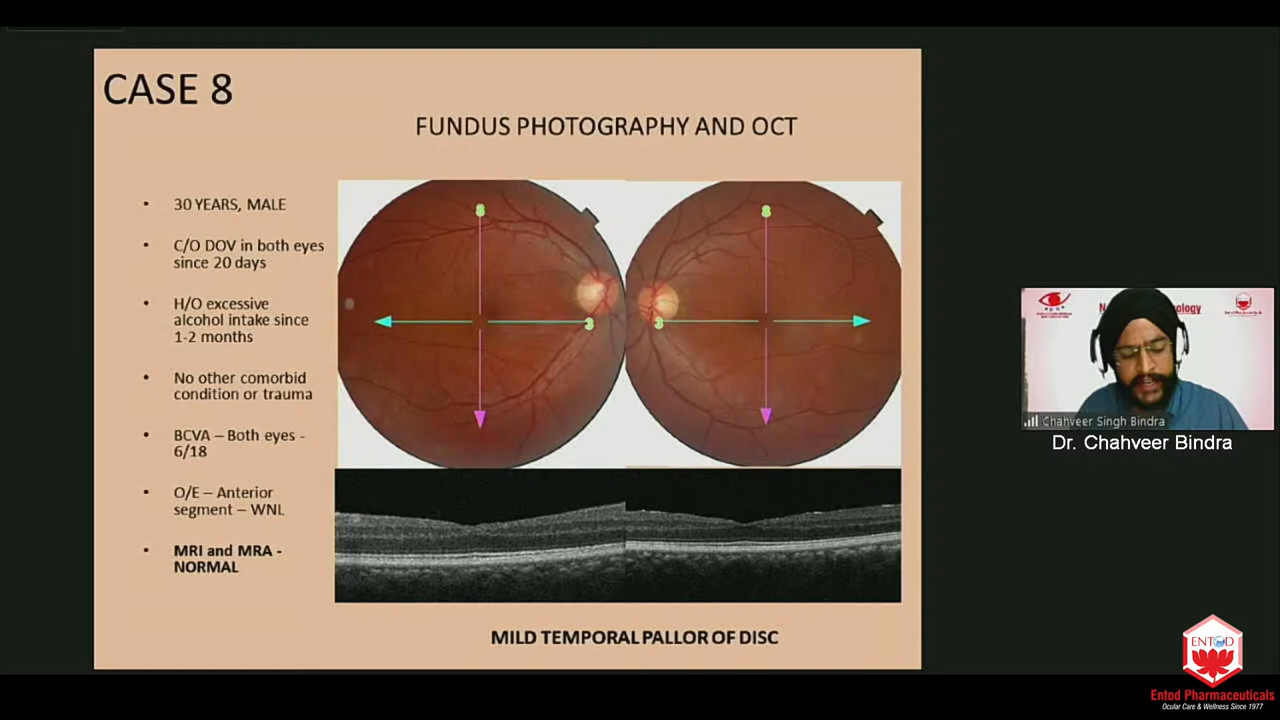 CASE 8
FUNDUS PHOTOGRAPHY AND OCT
• 30 YEARS, MALE
• C/O DOV in both eyes
since 20 days
• H/O excessive
alcohol intake since
1-2 months
• No other comorbid
condition or trauma
• BCVA – Both eyes -
6/18
• O/E – Anterior
segment – WNL
• MRI and MRA -
NORMAL
MILD TEMPORAL PALLOR OF DISC
Chahveer Singh Bindra
Dr. Chahveer Bindra
ENTOD
Entod Pharmaceuticals
Ocular Care & Wellness Since 1977